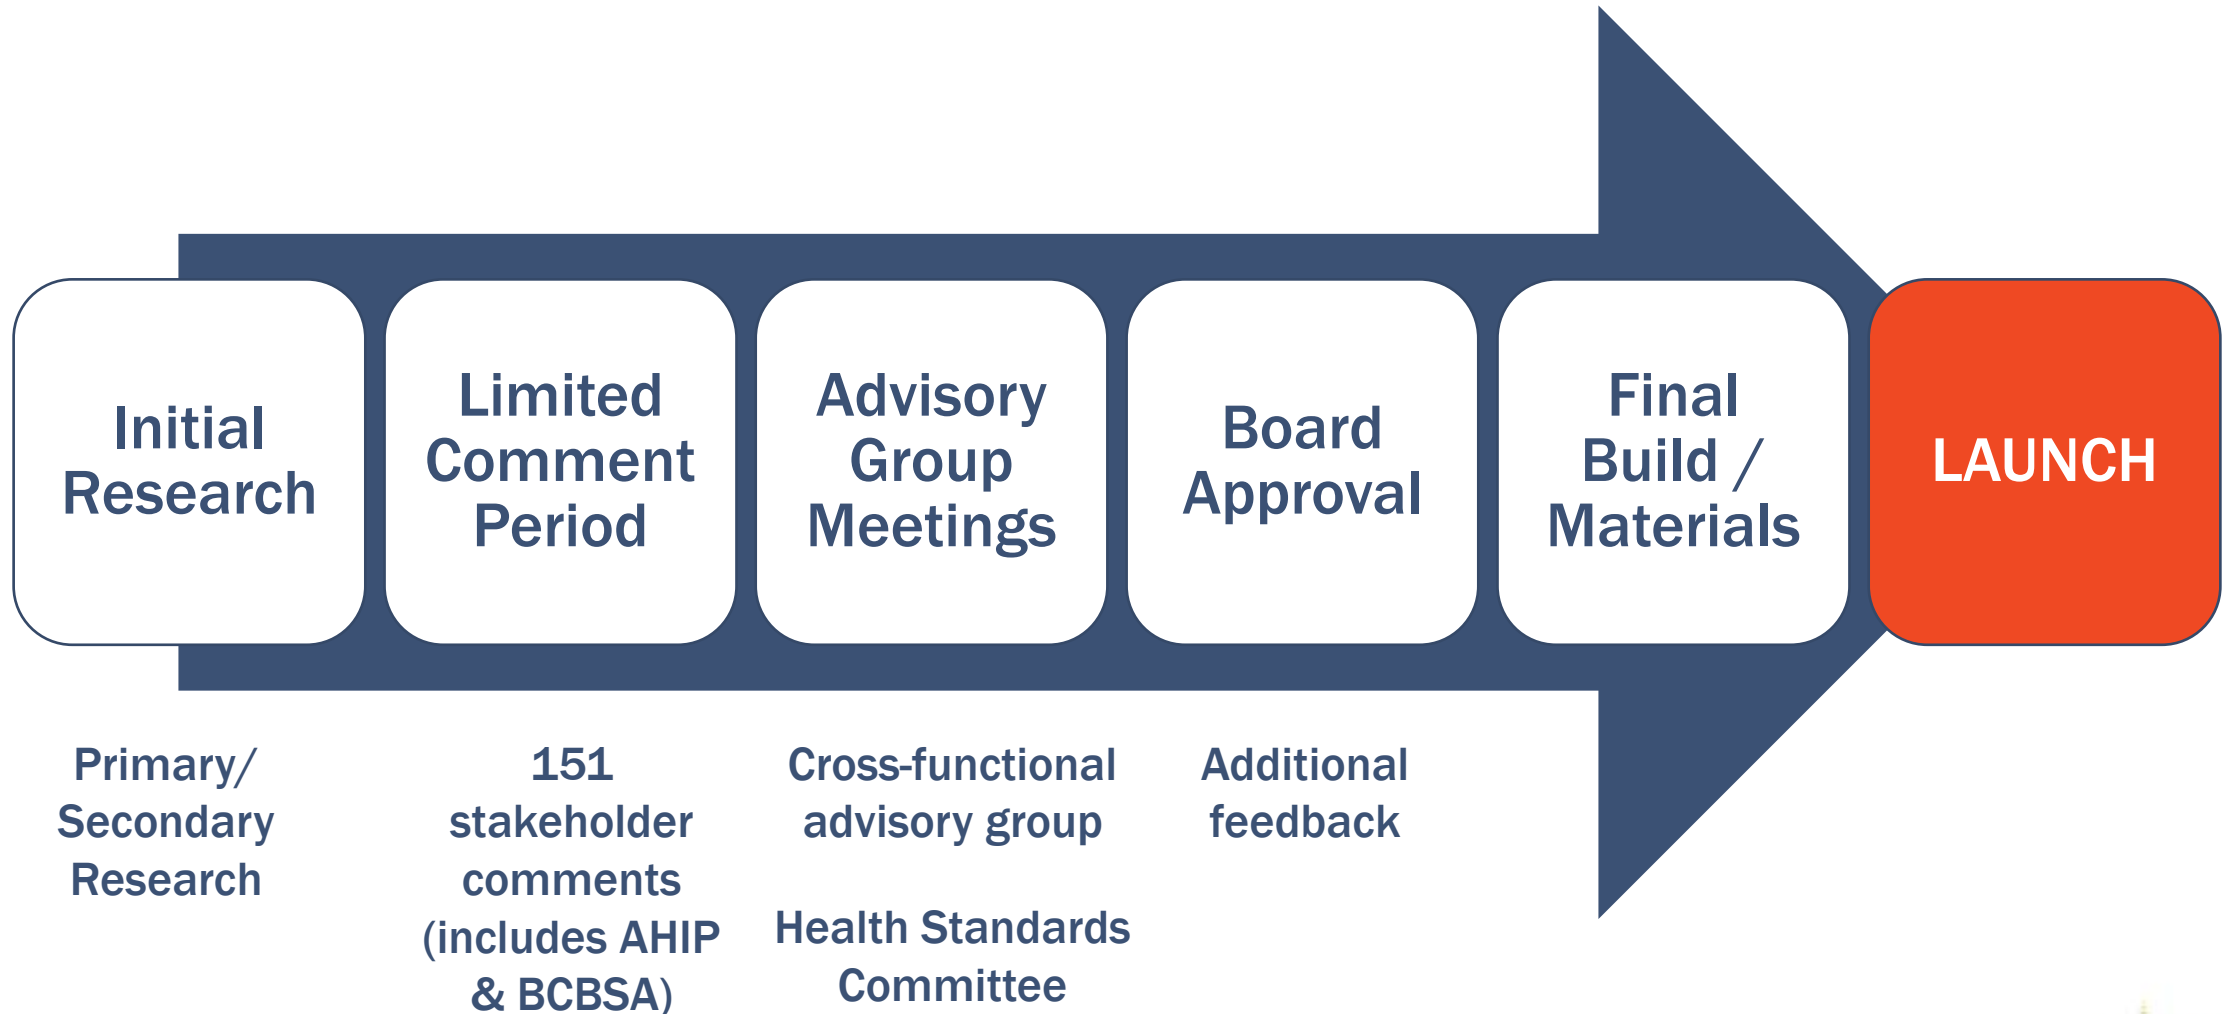 Initial
Research
Limited
Comment
Period
Advisory
Group
Meetings
Board
Approval
Final
Build /
Materials
LAUNCH
Primary/
Secondary
Research
151
stakeholder
comments
(includes AHIP
& BCBSA)
Cross-functional
advisory group
Health Standards
Committee
Additional
feedback